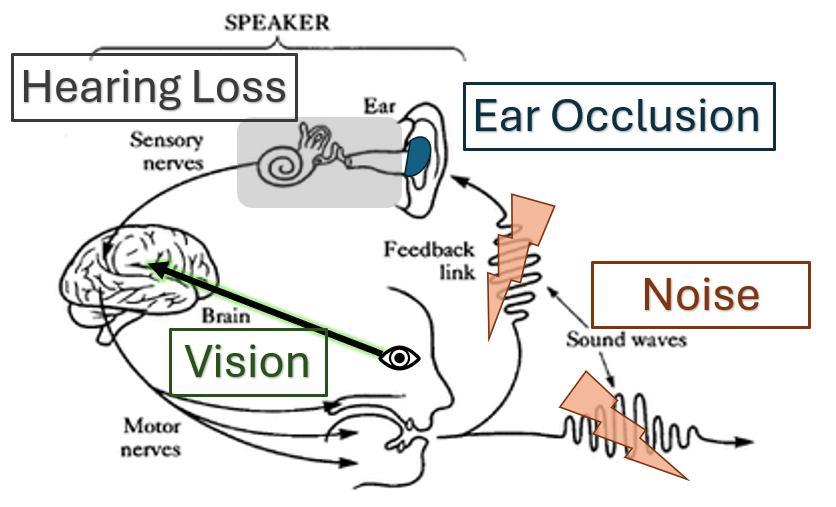 SPEAKER
Hearing Loss
Ear
Ear Occlusion
Sensory
nerves
Feedback
link
Noise
Brain
Sound waves
Vision
Motor
nerves